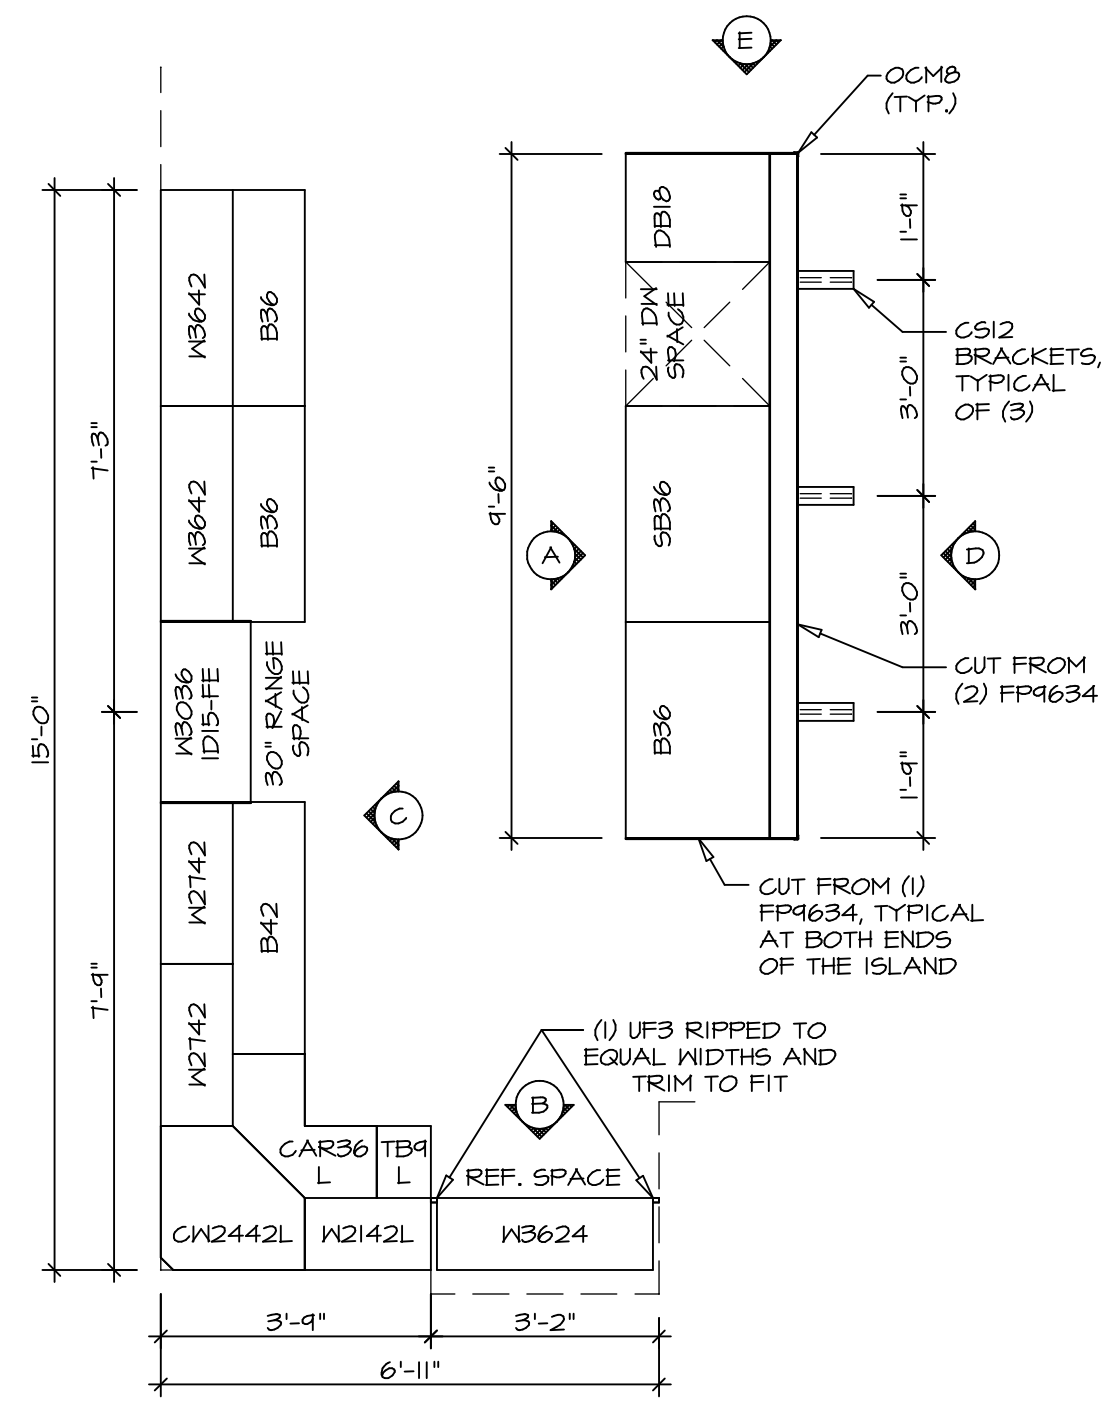 E
OCM8
(TYP.)
DB18
1'-9"
W3642
B36
24" DW
SPACE
CS12
BRACKETS,
TYPICAL
OF (3)
3'-0"
7'-3"
W3642
B36
9'-6"
SB36
A
D
3'-0"
15'-0"
W3036
1D15-FE
30" RANGE
SPACE
CUT FROM
(2) FP9634
B36
1'-9"
C
W2742
B42
CUT FROM (1)
FP9634, TYPICAL
AT BOTH ENDS
OF THE ISLAND
7'-9"
W2742
(1) UF3 RIPPED TO
EQUAL WIDTHS AND
TRIM TO FIT
B
CAR36
L
TB9
L
REF. SPACE
CW2442L
W2142L
W3624
3'-9"
3'-2"
6'-11"